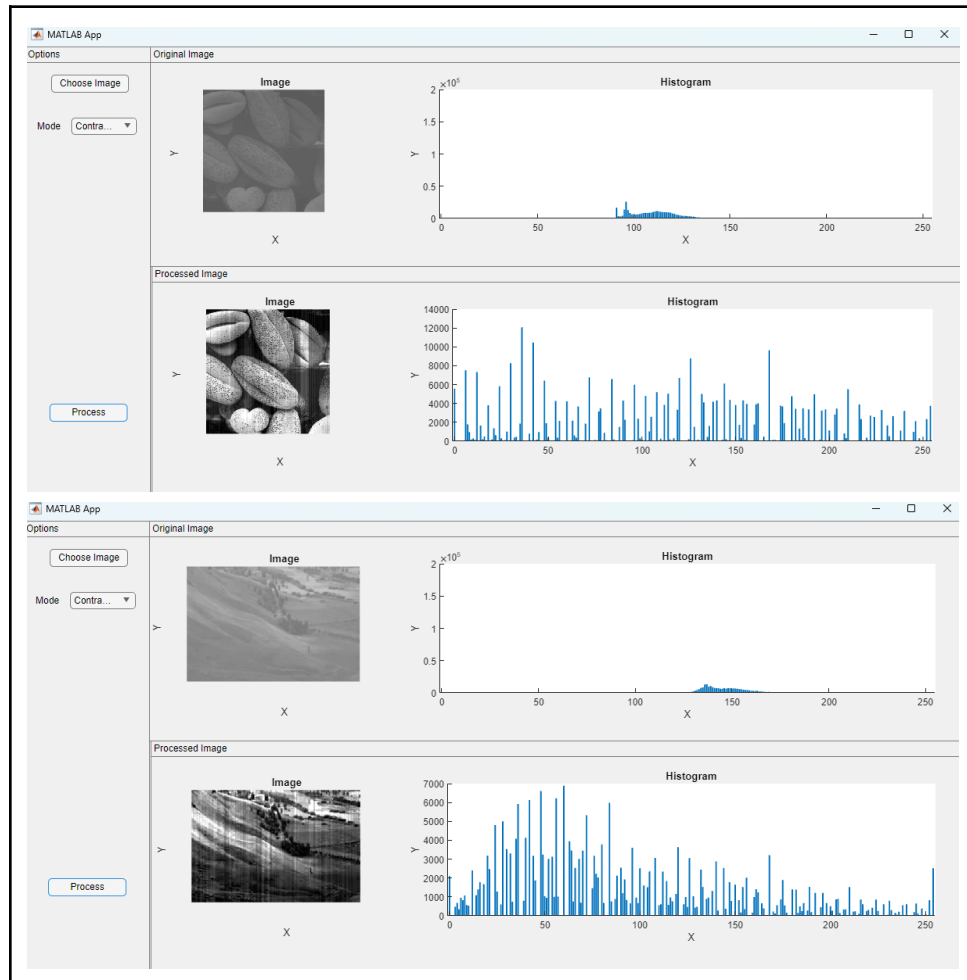 MATLAB App
Options
Original Image
Choose Image
Mode Contra...
Image
Y
X
Histogram
×10⁵
2
1.5
1
0.5
0
Y
0 50 100 150 200 250
X
Processed Image
Image
Y
X
Histogram
14000
12000
10000
8000
6000
4000
2000
0
Y
0 50 100 150 200 250
X
Process
MATLAB App
Options
Original Image
Choose Image
Mode Contra...
Image
Y
X
Histogram
×10⁵
2
1.5
1
0.5
0
Y
0 50 100 150 200 250
X
Processed Image
Image
Y
X
Histogram
7000
6000
5000
4000
3000
2000
1000
0
Y
0 50 100 150 200 250
X
Process